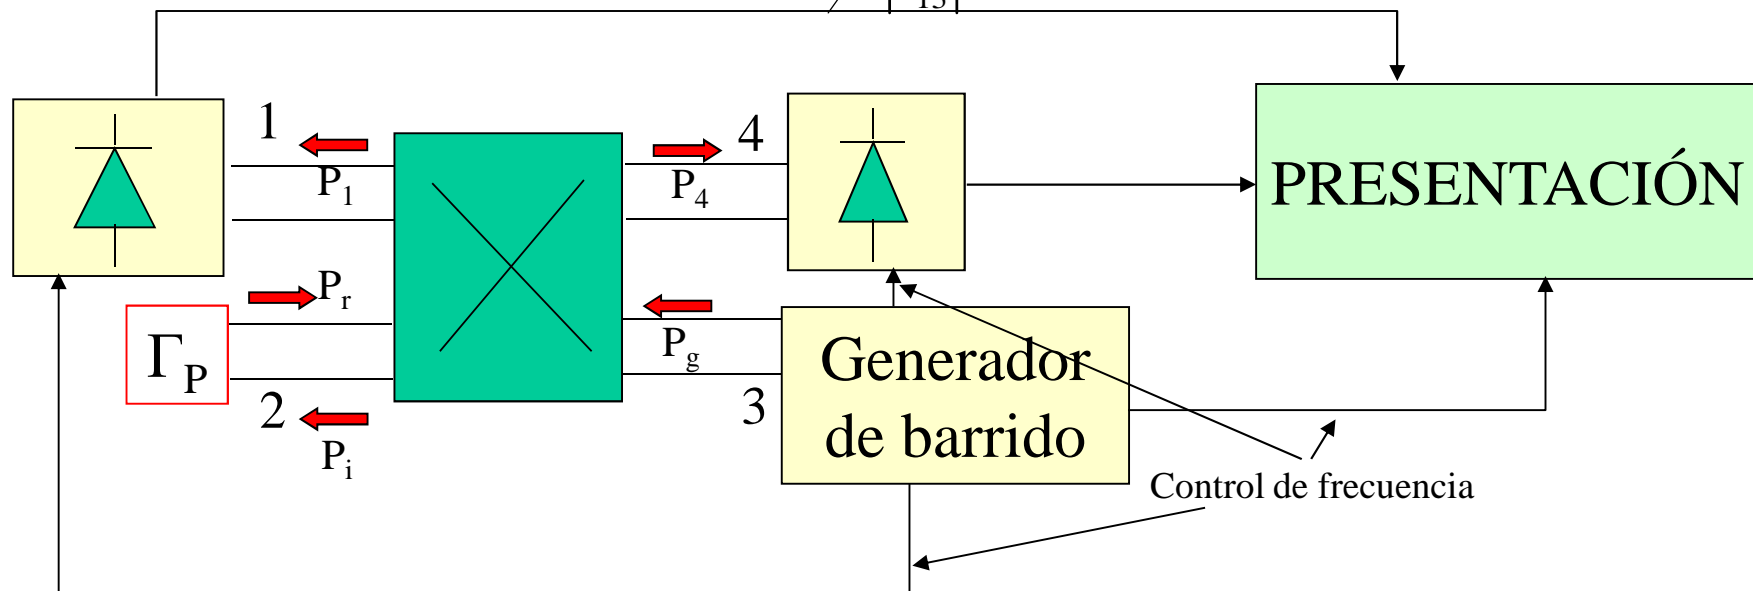 1
P1
4
P4
PRESENTACIÓN
Pr
ΓP
2
Pi
Pg
3
Generador
de barrido
Control de frecuencia